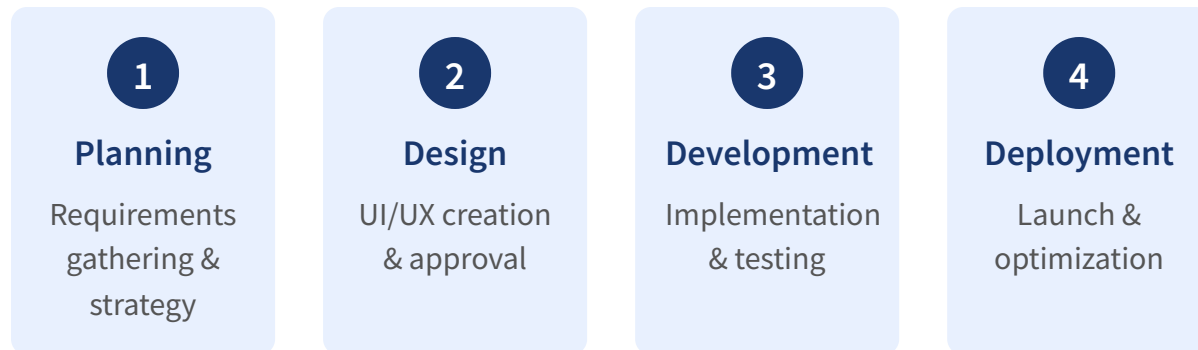 1
Planning
Requirements
gathering &
strategy
2
Design
UI/UX creation
& approval
3
Development
Implementation
& testing
4
Deployment
Launch &
optimization